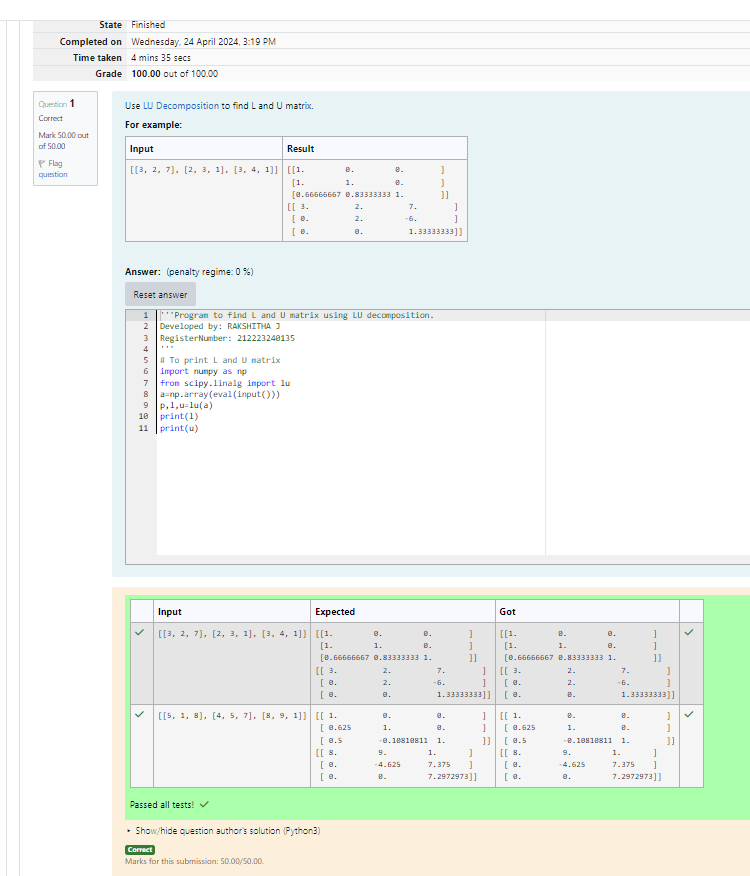 State Finished
Completed on Wednesday, 24 April 2024, 3:19 PM
Time taken 4 mins 35 secs
Grade 100.00 out of 100.00
Question 1
Correct
Mark 50.00 out
of 50.00
Flag
question
Use LU Decomposition to find L and U matrix.
For example:
Input Result
[[3, 2, 7], [2, 3, 1], [3, 4, 1]] [[1. 0. 0. ]
[1. 1. 0. ]
[0.66666667 0.83333333 1. ]]
[[ 3. 2. 7. ]
[ 0. 2. -6. ]
[ 0. 0. 1.33333333]]
Answer: (penalty regime: 0 %)
Reset answer
1 '''Program to find L and U matrix using LU decomposition.
2 Developed by: RAKSHITHA J
3 RegisterNumber: 212223240135
4 '''
5 # To print L and U matrix
6 import numpy as np
7 from scipy.linalg import lu
8 a=np.array(eval(input()))
9 p,l,u=lu(a)
10 print(l)
11 print(u)
Input Expected Got
[[3, 2, 7], [2, 3, 1], [3, 4, 1]] [[1. 0. 0. ] [[1. 0. 0. ]
[1. 1. 0. ] [1. 1. 0. ]
[0.66666667 0.83333333 1. ]] [0.66666667 0.83333333 1. ]]
[[ 3. 2. 7. ] [[ 3. 2. 7. ]
[ 0. 2. -6. ] [ 0. 2. -6. ]
[ 0. 0. 1.33333333]] [ 0. 0. 1.33333333]]
[[5, 1, 8], [4, 5, 7], [8, 9, 1]] [[ 1. 0. 0. ] [[ 1. 0. 0. ]
[ 0.625 1. 0. ] [ 0.625 1. 0. ]
[ 0.5 -0.10810811 1. ]] [ 0.5 -0.10810811 1. ]]
[[ 8. 9. 1. ] [[ 8. 9. 1. ]
[ 0. -4.625 7.375 ] [ 0. -4.625 7.375 ]
[ 0. 0. 7.2972973]] [ 0. 0. 7.2972973]]
Passed all tests!
Show/hide question author's solution (Python3)
Correct
Marks for this submission: 50.00/50.00.